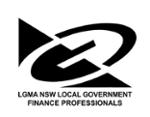 LGMA NSW LOCAL GOVERNMENT
FINANCE PROFESSIONALS